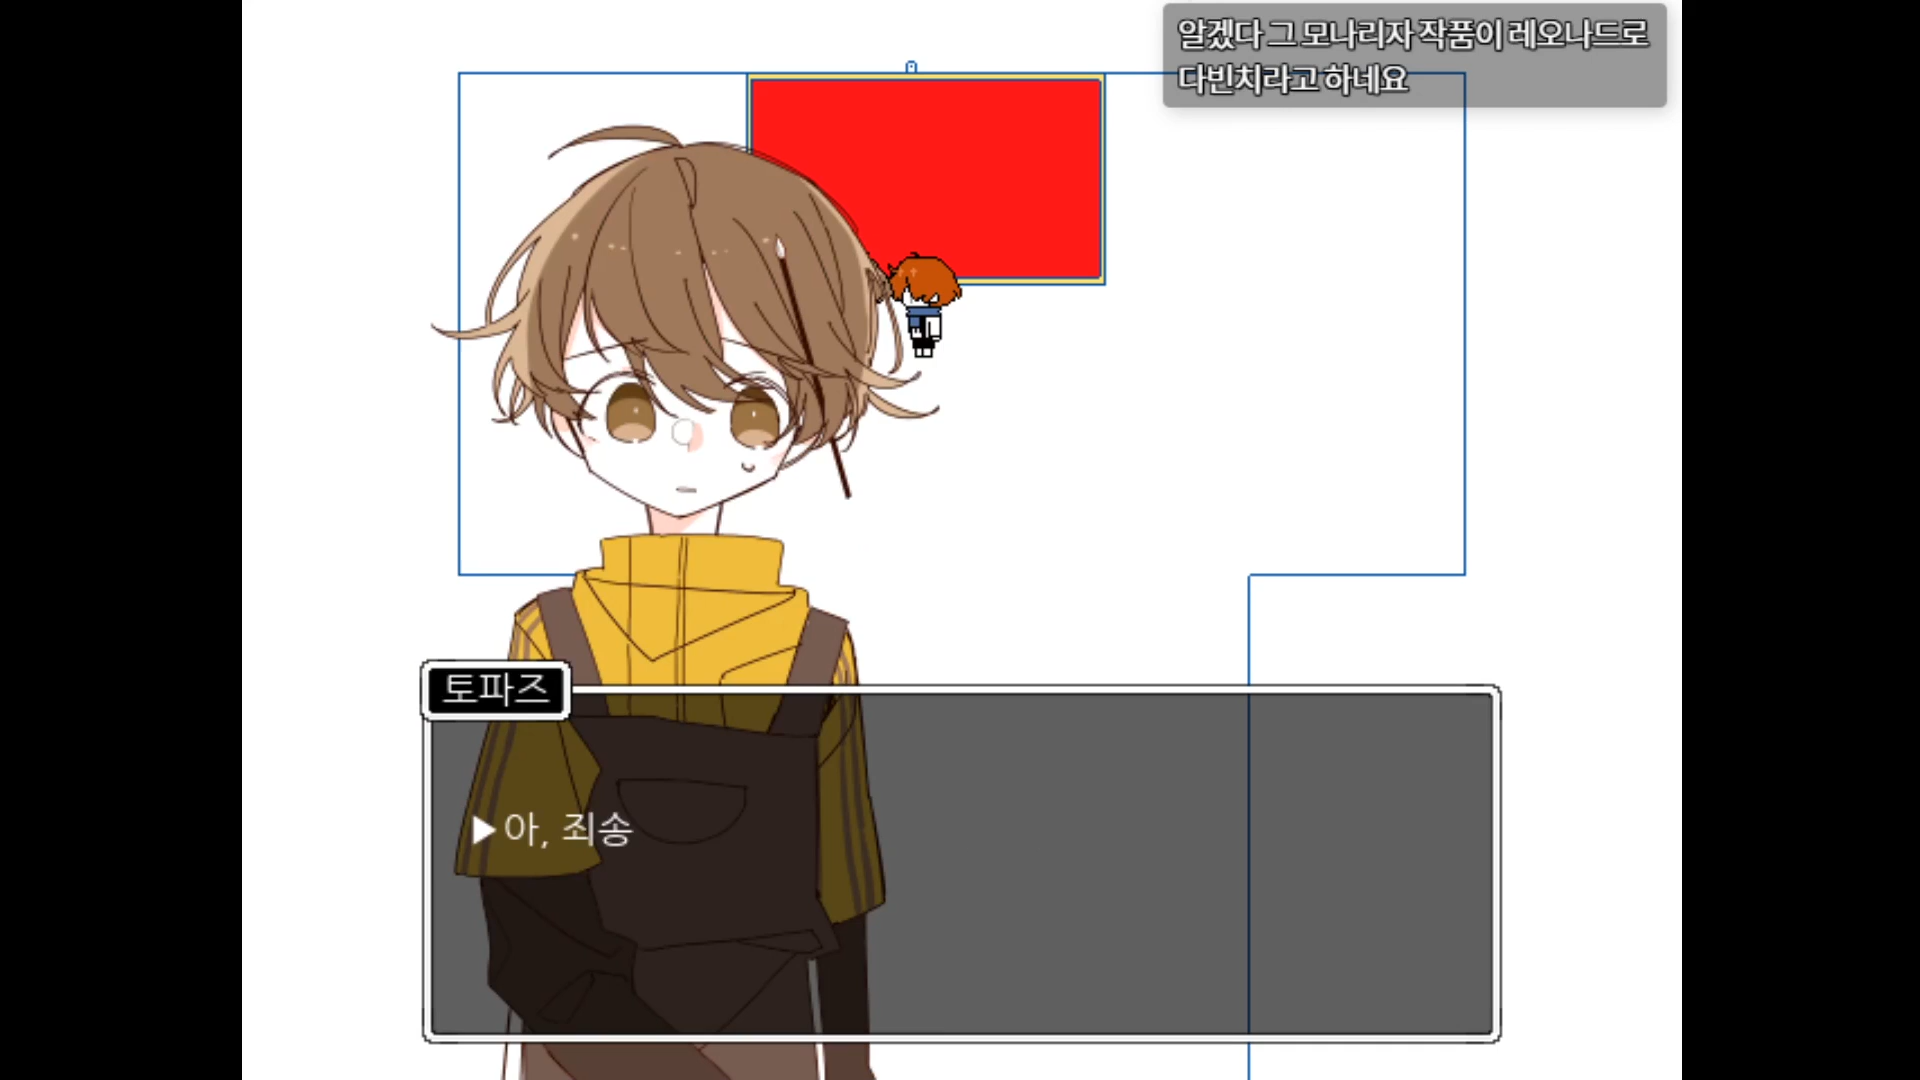 알겠다 그 모나리자 작품이 레오나드로
다빈치라고 하네요
토파즈
▶아, 죄송